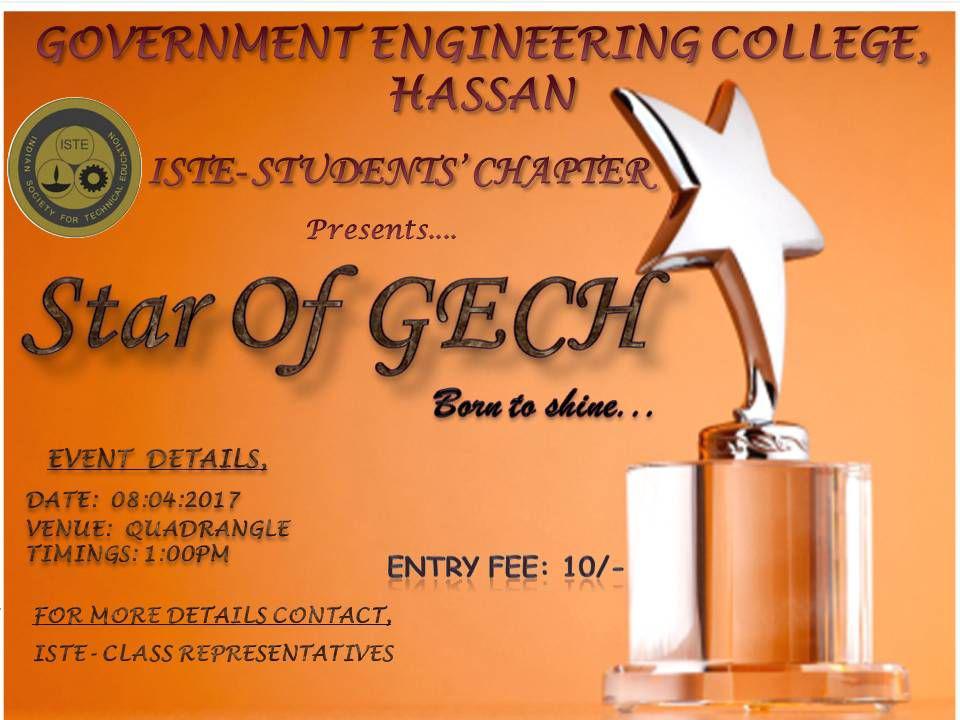 GOVERNMENT ENGINEERING COLLEGE,
HASSAN
ISTE
INDIAN SOCIETY FOR TECHNICAL EDUCATION
ISTE-STUDENTS' CHAPTER
Presents....
Star Of GECH
Born to shine...
EVENT DETAILS,
DATE: 08:04:2017
VENUE: QUADRANGLE
TIMINGS: 1:00PM
ENTRY FEE: 10/-
FOR MORE DETAILS CONTACT,
ISTE-CLASS REPRESENTATIVES